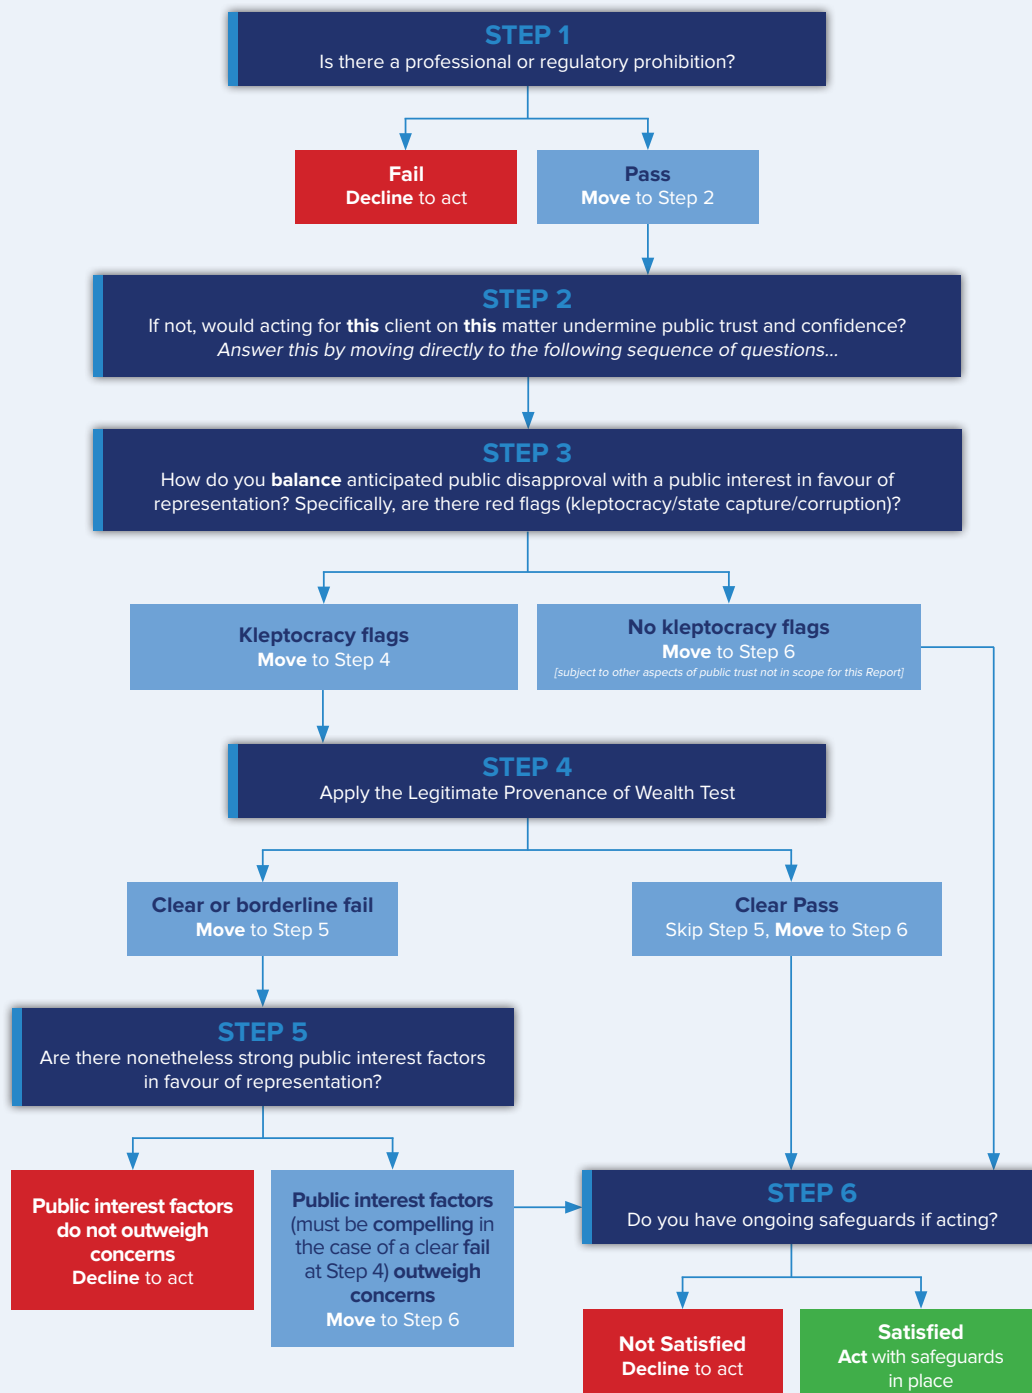 STEP 1
Is there a professional or regulatory prohibition?
Fail
Decline to act
Pass
Move to Step 2
STEP 2
If not, would acting for this client on this matter undermine public trust and confidence?
Answer this by moving directly to the following sequence of questions...
STEP 3
How do you balance anticipated public disapproval with a public interest in favour of
representation? Specifically, are there red flags (kleptocracy/state capture/corruption)?
Kleptocracy flags
Move to Step 4
No kleptocracy flags
Move to Step 6
[subject to other aspects of public trust not in scope for this Report]
STEP 4
Apply the Legitimate Provenance of Wealth Test
Clear or borderline fail
Move to Step 5
Clear Pass
Skip Step 5, Move to Step 6
STEP 5
Are there nonetheless strong public interest factors
in favour of representation?
Public interest factors
do not outweigh
concerns
Decline to act
Public interest factors
(must be compelling in
the case of a clear fail
at Step 4) outweigh
concerns
Move to Step 6
STEP 6
Do you have ongoing safeguards if acting?
Not Satisfied
Decline to act
Satisfied
Act with safeguards
in place